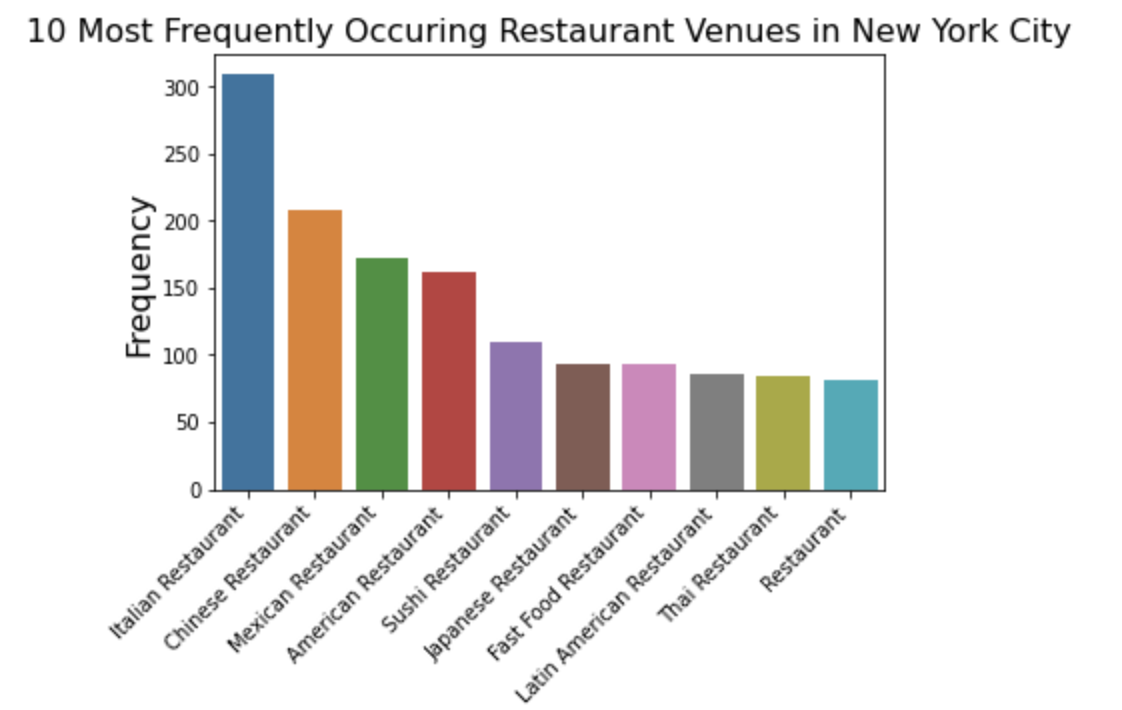 10 Most Frequently Occuring Restaurant Venues in New York City
Frequency
300
250
200
150
100
50
0
Italian Restaurant
Chinese Restaurant
Mexican Restaurant
American Restaurant
Sushi Restaurant
Japanese Restaurant
Fast Food Restaurant
Latin American Restaurant
Thai Restaurant
Restaurant